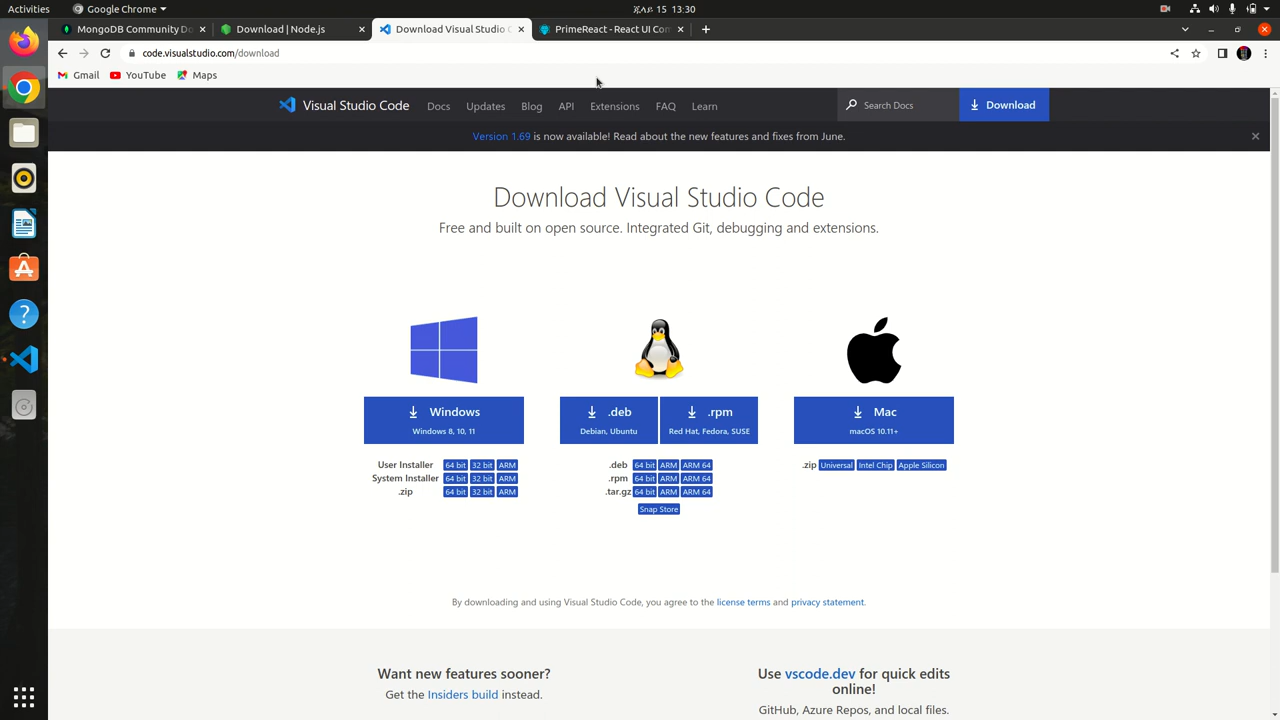 Activities
Google Chrome
15 13:30
MongoDB Community Do
Download | Node.js
Download Visual Studio C
PrimeReact - React UI Com
code.visualstudio.com/download
Gmail
YouTube
Maps
Visual Studio Code
Docs
Updates
Blog
API
Extensions
FAQ
Learn
Search Docs
Download
Version 1.69 is now available! Read about the new features and fixes from June.
Download Visual Studio Code
Free and built on open source. Integrated Git, debugging and extensions.
Windows
Windows 8, 10, 11
.deb
Debian, Ubuntu
.rpm
Red Hat, Fedora, SUSE
Mac
macOS 10.11+
User Installer 64 bit 32 bit ARM
System Installer 64 bit 32 bit ARM
.zip 64 bit 32 bit ARM
.deb 64 bit ARM ARM 64
.rpm 64 bit ARM ARM 64
.tar.gz 64 bit ARM ARM 64
Snap Store
.zip Universal Intel Chip Apple Silicon
By downloading and using Visual Studio Code, you agree to the license terms and privacy statement.
Want new features sooner?
Get the Insiders build instead.
Use vscode.dev for quick edits
online!
GitHub, Azure Repos, and local files.